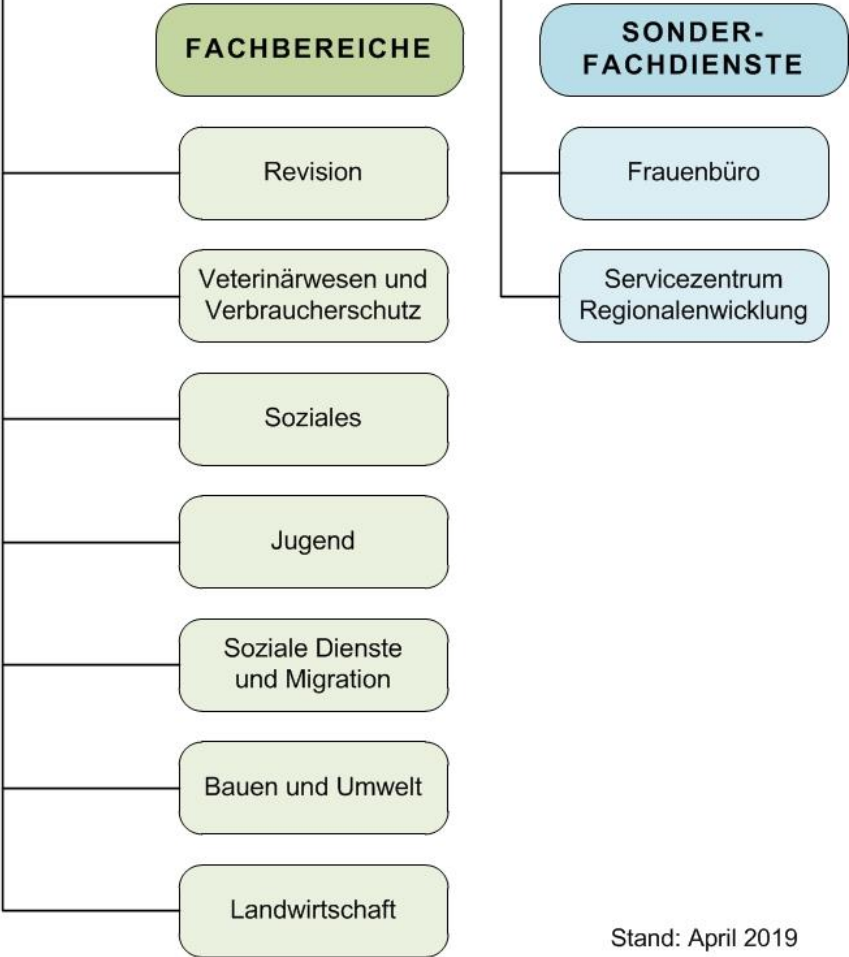 FACHBEREICHE
Revision
Veterinärwesen und
Verbraucherschutz
Soziales
Jugend
Soziale Dienste
und Migration
Bauen und Umwelt
Landwirtschaft
SONDER-
FACHDIENSTE
Frauenbüro
Servicezentrum
Regionalenwicklung
Stand: April 2019